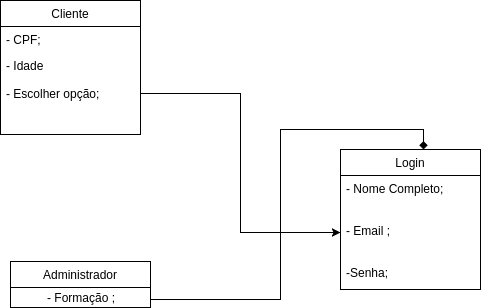 Cliente
- CPF;
- Idade
- Escolher opção;
Login
- Nome Completo;
- Email ;
-Senha;
Administrador
- Formação ;